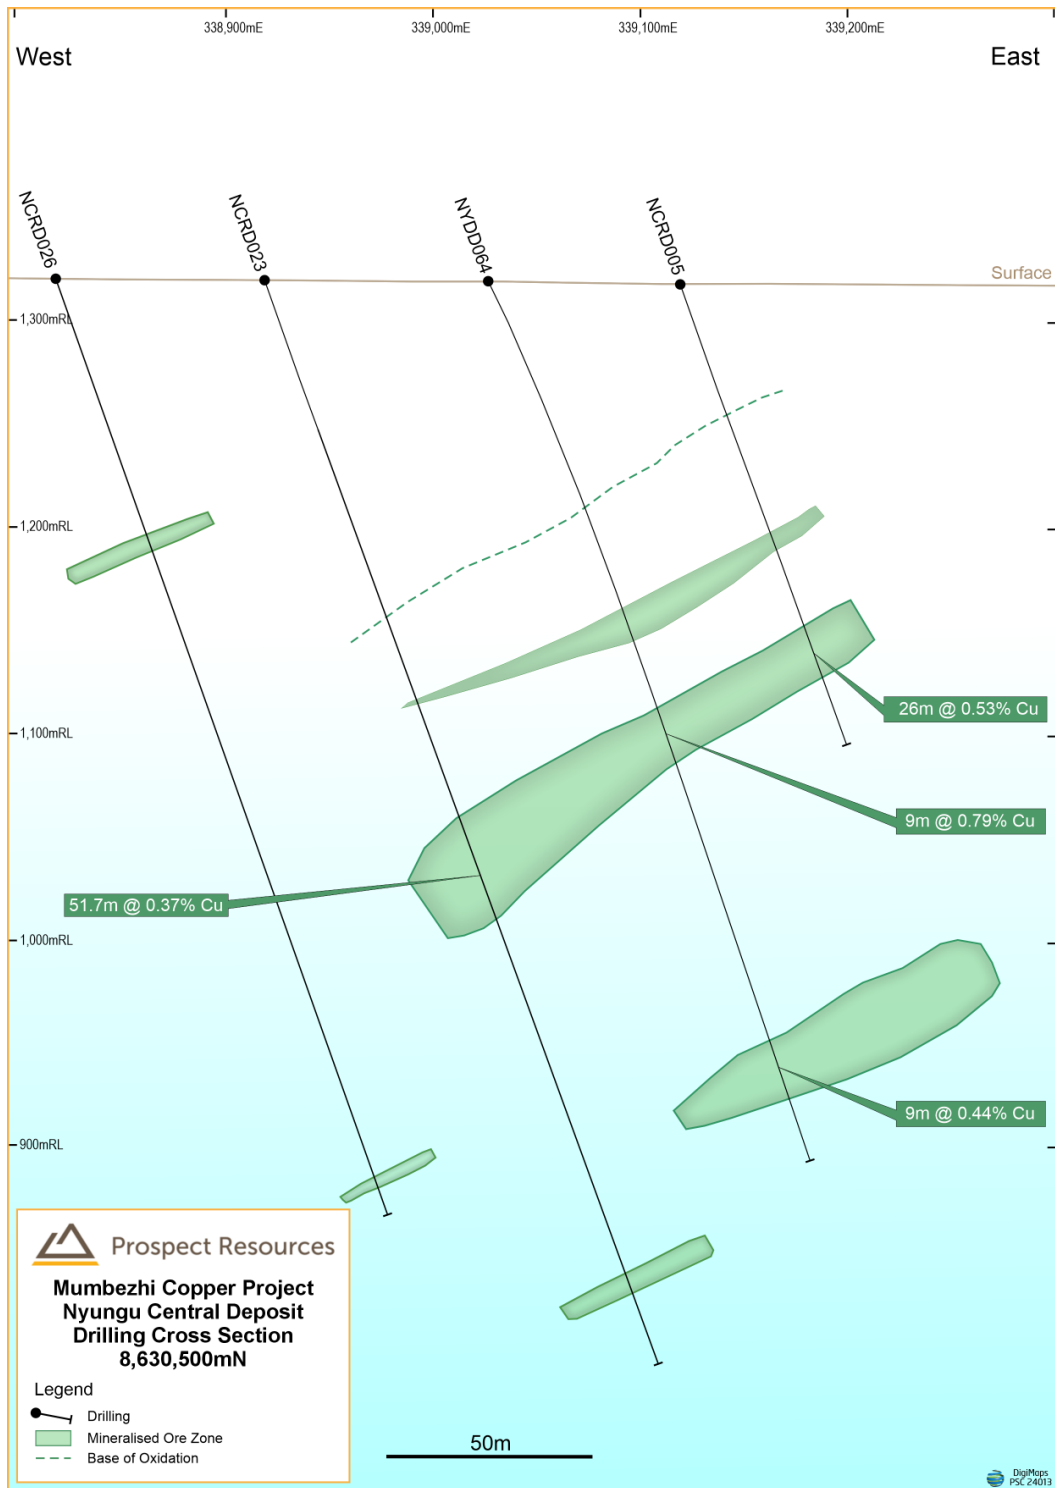 338,900mE
339,000mE
339,100mE
339,200mE
West
East
NCRD026
NCRD023
NYDD064
NCRD005
Surface
1,300mRL
1,200mRL
1,100mRL
26m @ 0.53% Cu
9m @ 0.79% Cu
51.7m @ 0.37% Cu
1,000mRL
9m @ 0.44% Cu
900mRL
Prospect Resources
Mumbezhi Copper Project
Nyungu Central Deposit
Drilling Cross Section
8,630,500mN
Legend
Drilling
Mineralised Ore Zone
Base of Oxidation
50m
DigiMaps
PSC 24013